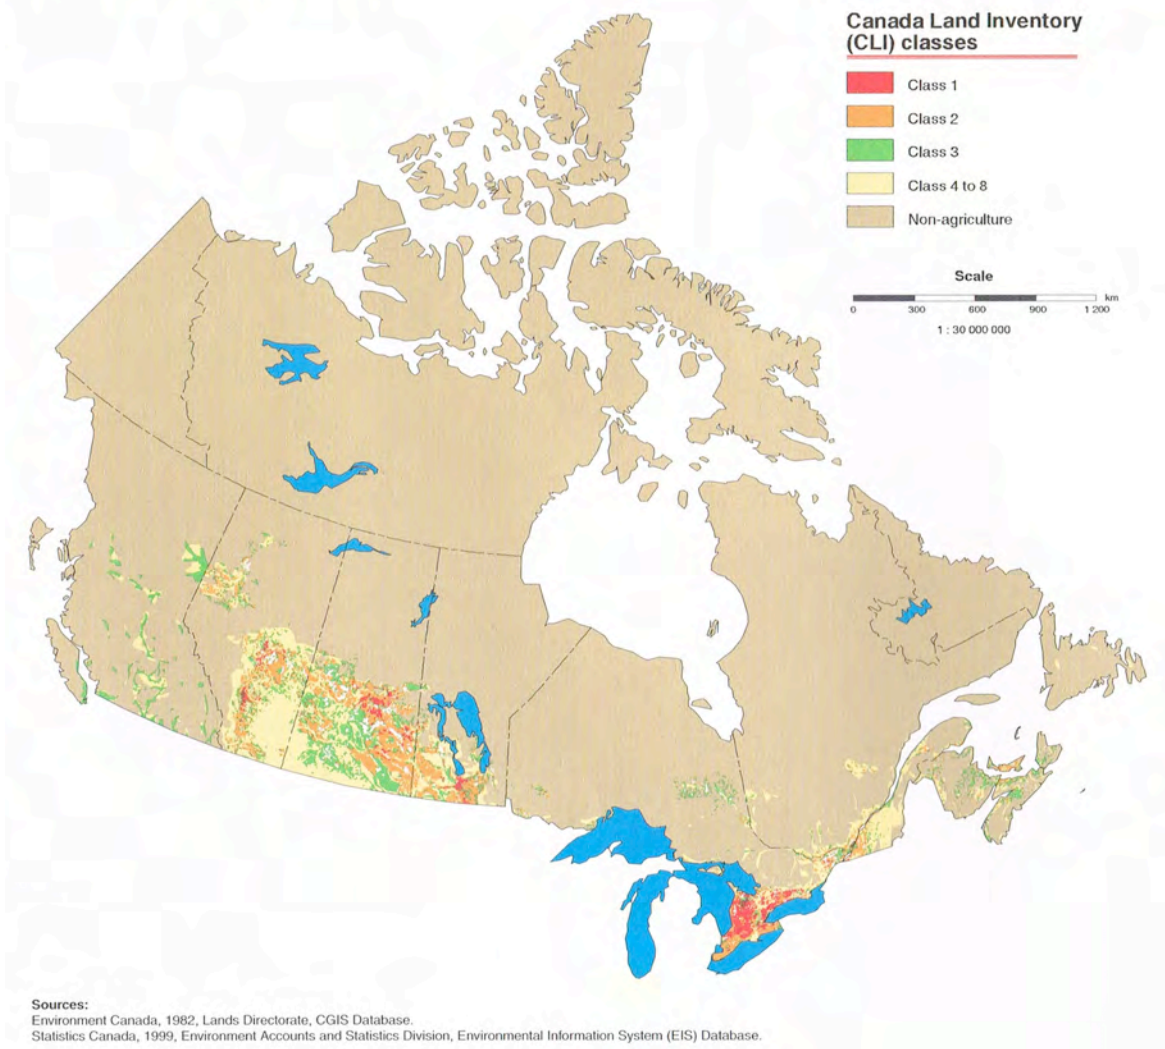 Canada Land Inventory
(CLI) classes
Class 1
Class 2
Class 3
Class 4 to 8
Non-agriculture
Scale
km
0 300 600 900 1 200
1 : 30 000 000
Sources:
Environment Canada, 1982, Lands Directorate, CGIS Database.
Statistics Canada, 1999, Environment Accounts and Statistics Division, Environmental Information System (EIS) Database.